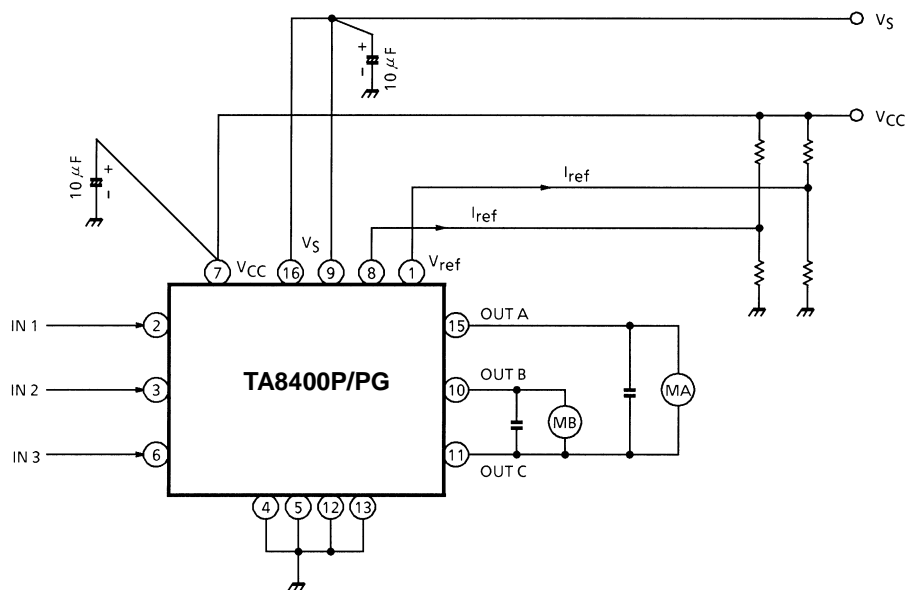 VS
+
−
10 μF
VCC
+
−
10 μF
Iref
Iref
VS
7
VCC
16
9
8
1
Vref
IN 1
2
15
OUT A
TA8400P/PG
IN 2
3
10
OUT B
MA
MB
IN 3
6
11
OUT C
4
5
12
13